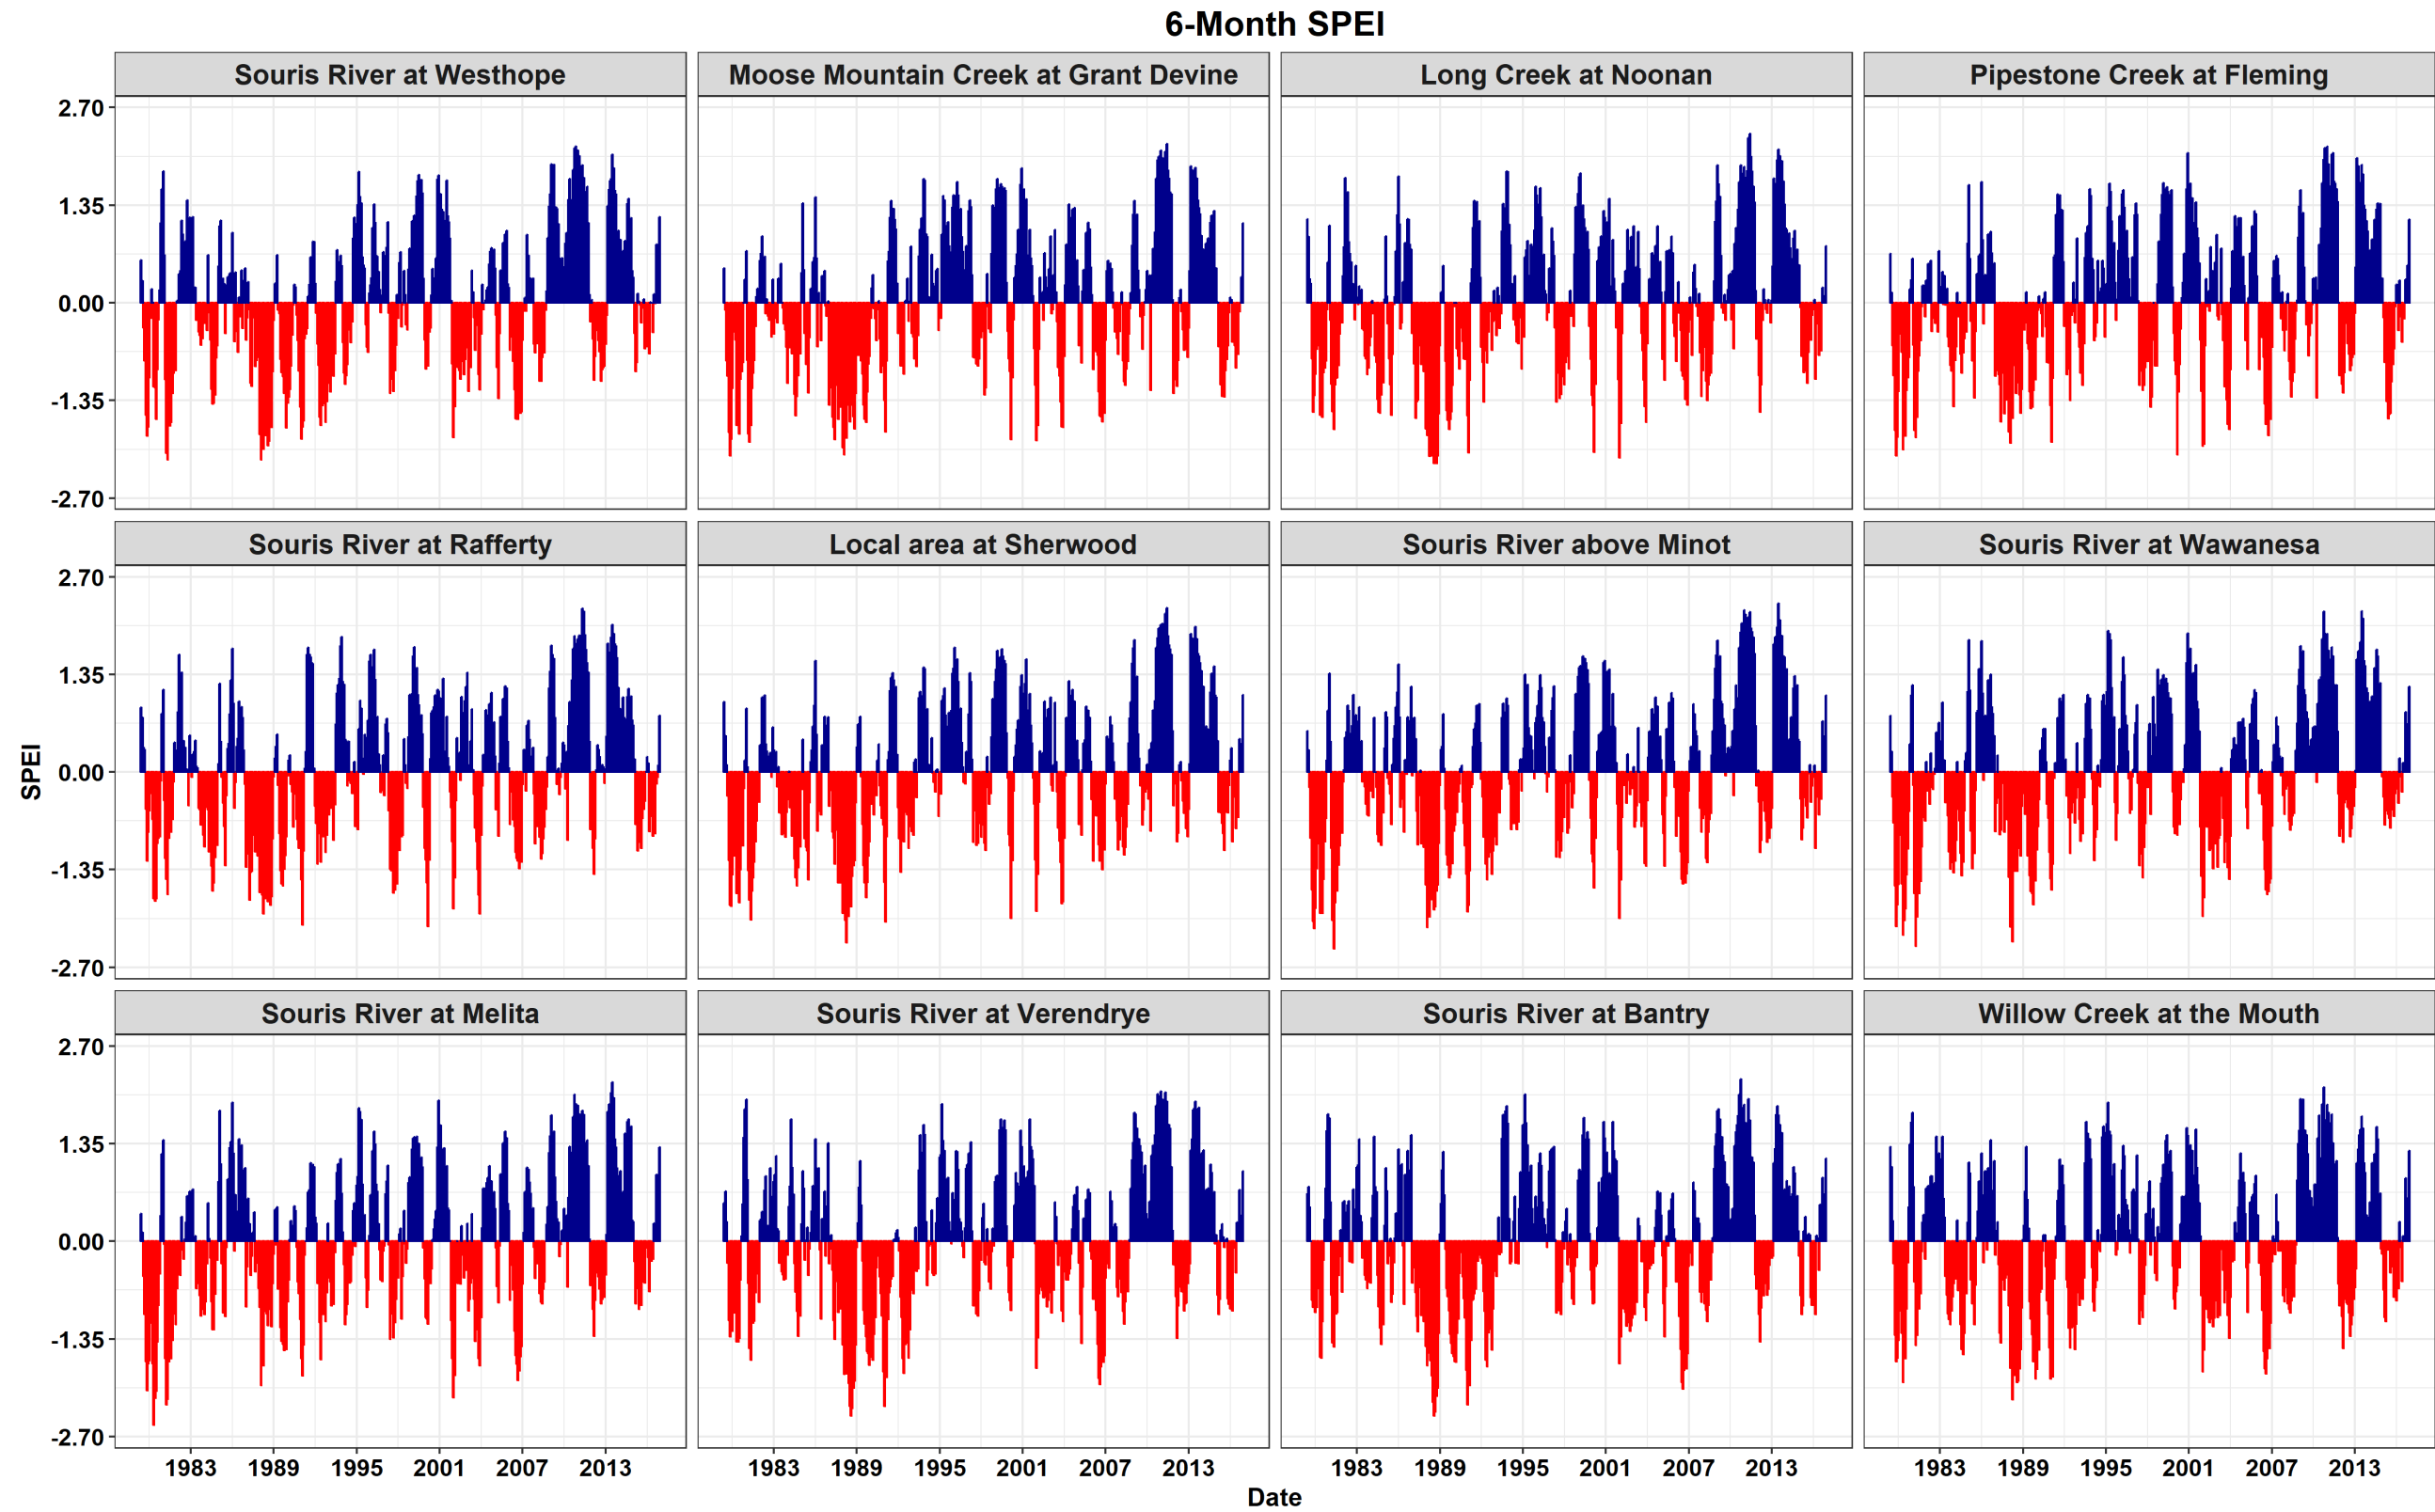 6-Month SPEI
Souris River at Westhope
Moose Mountain Creek at Grant Devine
Long Creek at Noonan
Pipestone Creek at Fleming
2.70
1.35
0.00
-1.35
-2.70
Souris River at Rafferty
Local area at Sherwood
Souris River above Minot
Souris River at Wawanesa
2.70
1.35
0.00
-1.35
-2.70
SPEI
Souris River at Melita
Souris River at Verendrye
Souris River at Bantry
Willow Creek at the Mouth
2.70
1.35
0.00
-1.35
-2.70
1983 1989 1995 2001 2007 2013
1983 1989 1995 2001 2007 2013
1983 1989 1995 2001 2007 2013
1983 1989 1995 2001 2007 2013
Date